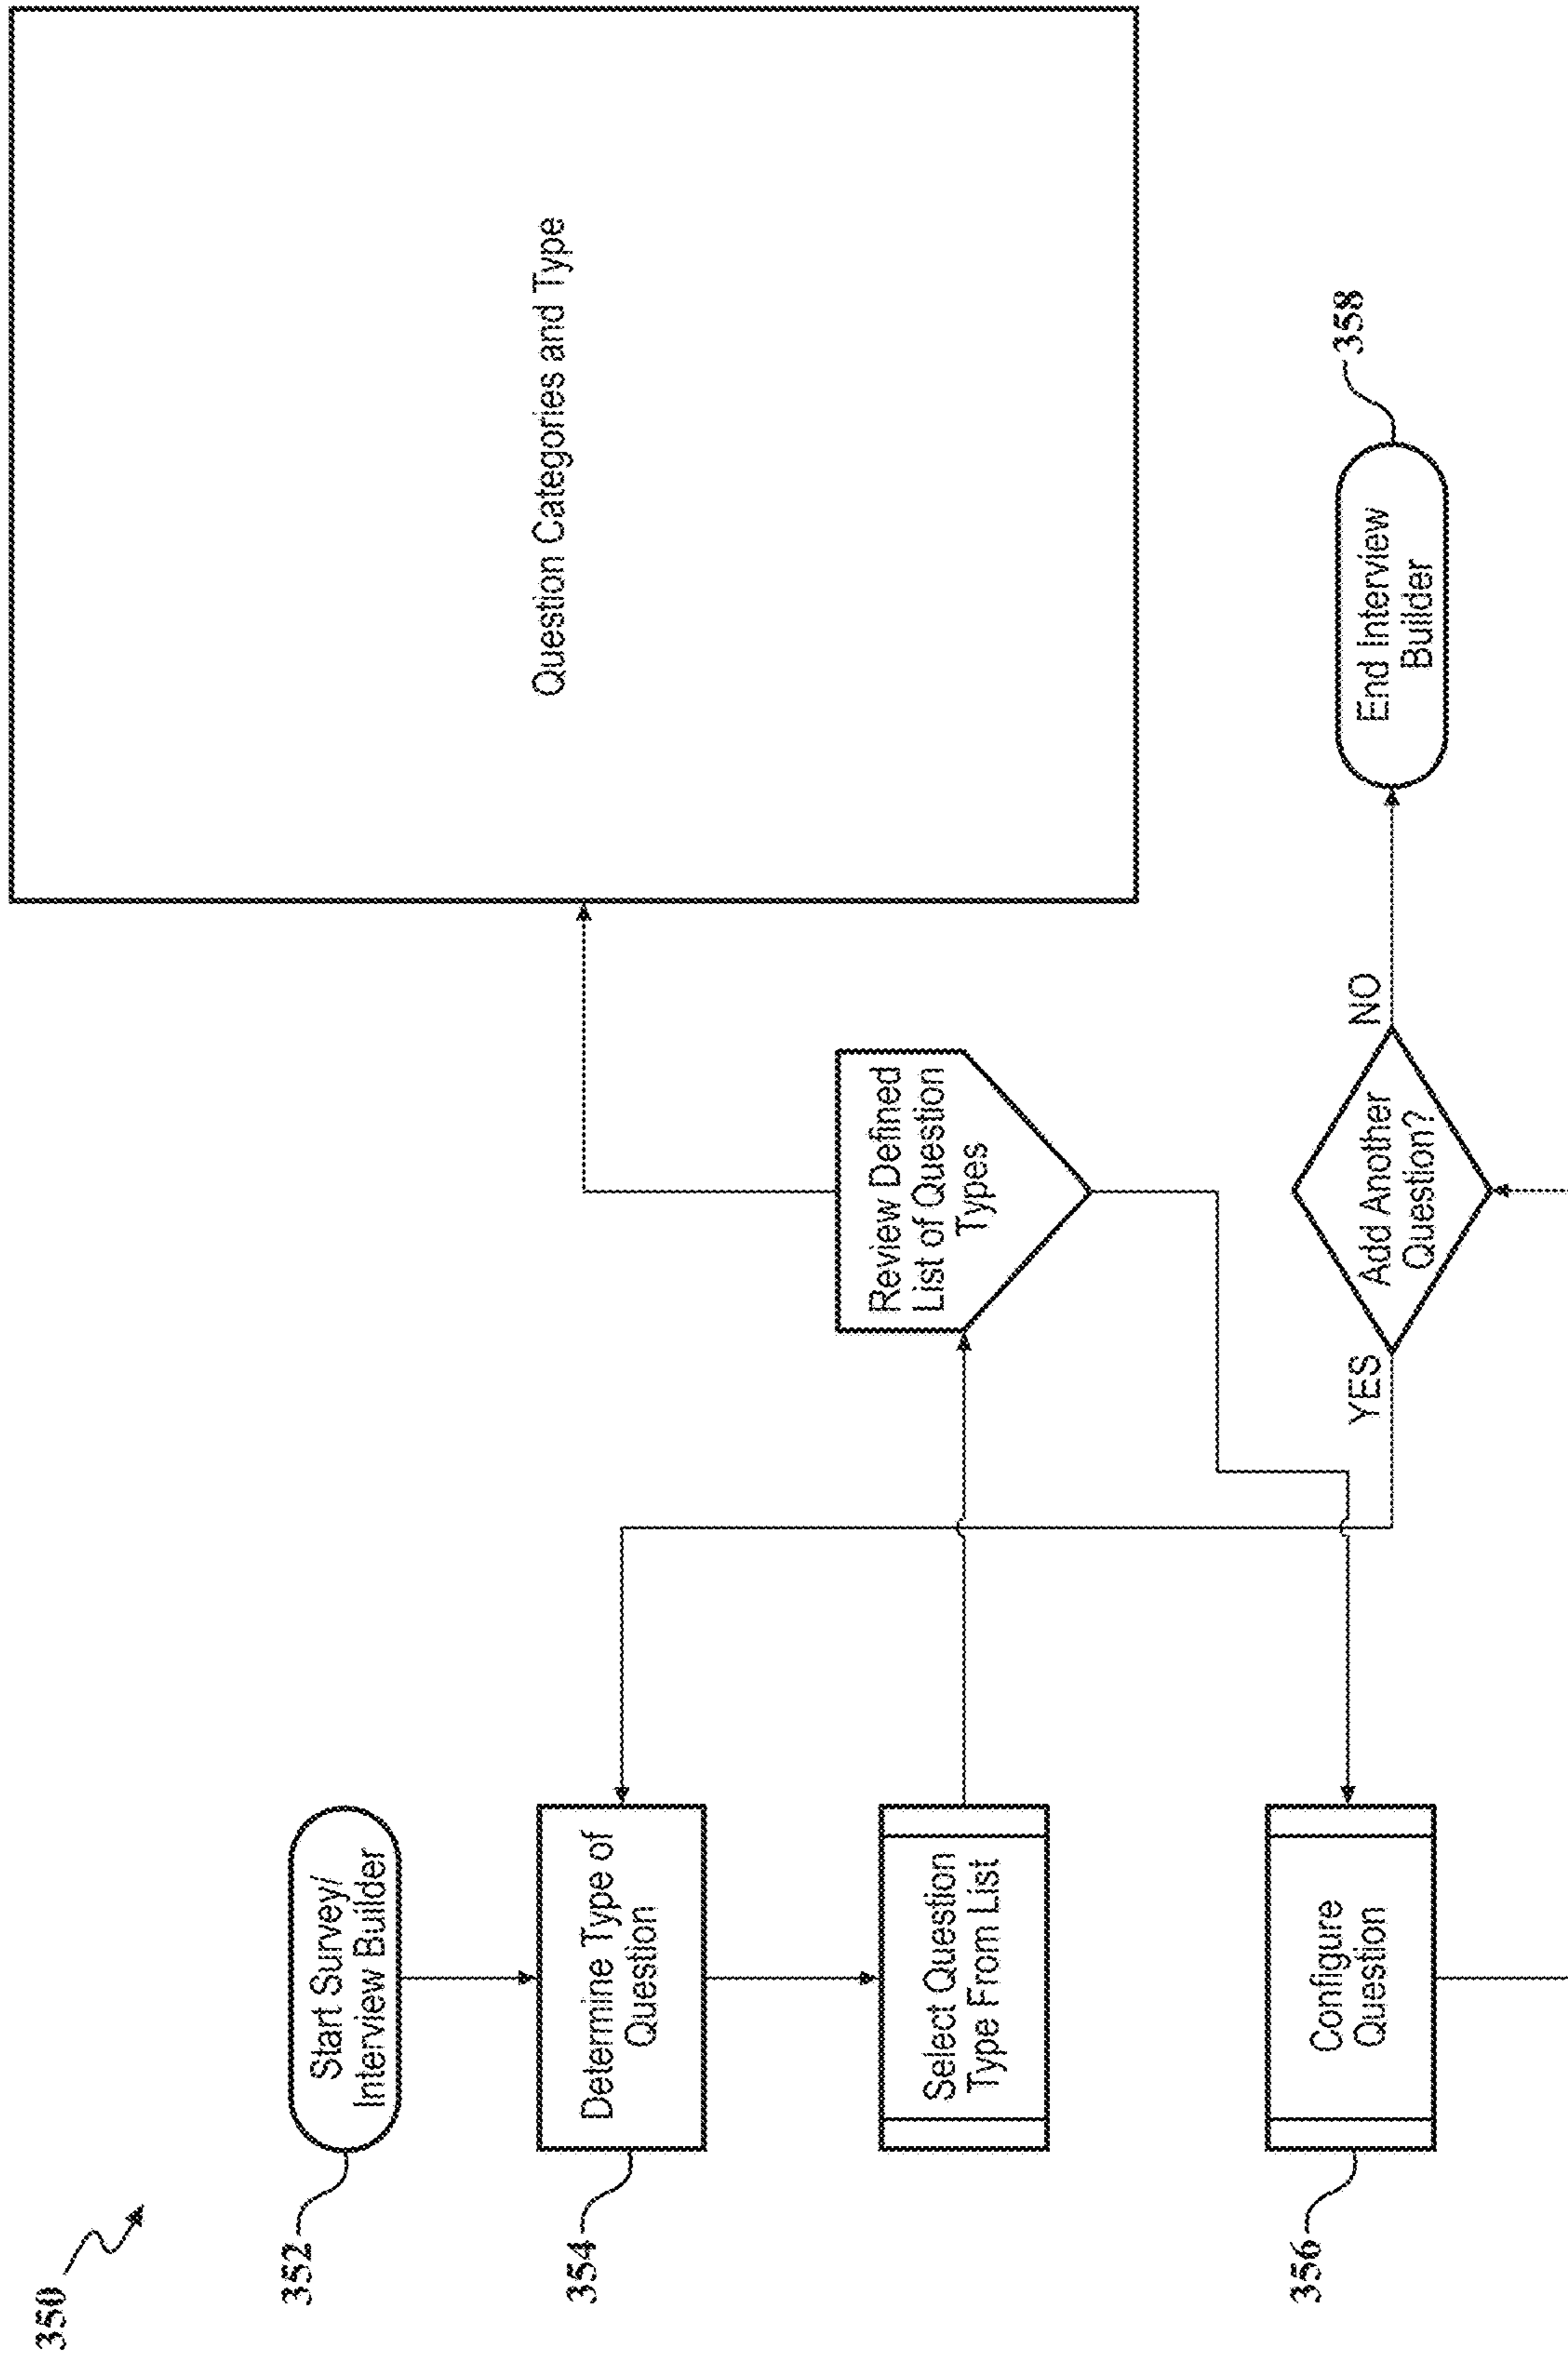 350
352
Start Survey/
Interview Builder
354
Determine Type of
Question
Select Question
Type From List
Review Defined
List of Question
Types
Question Categories and Type
356
Configure
Question
YES
Add Another
Question?
NO
End Interview
Builder
358